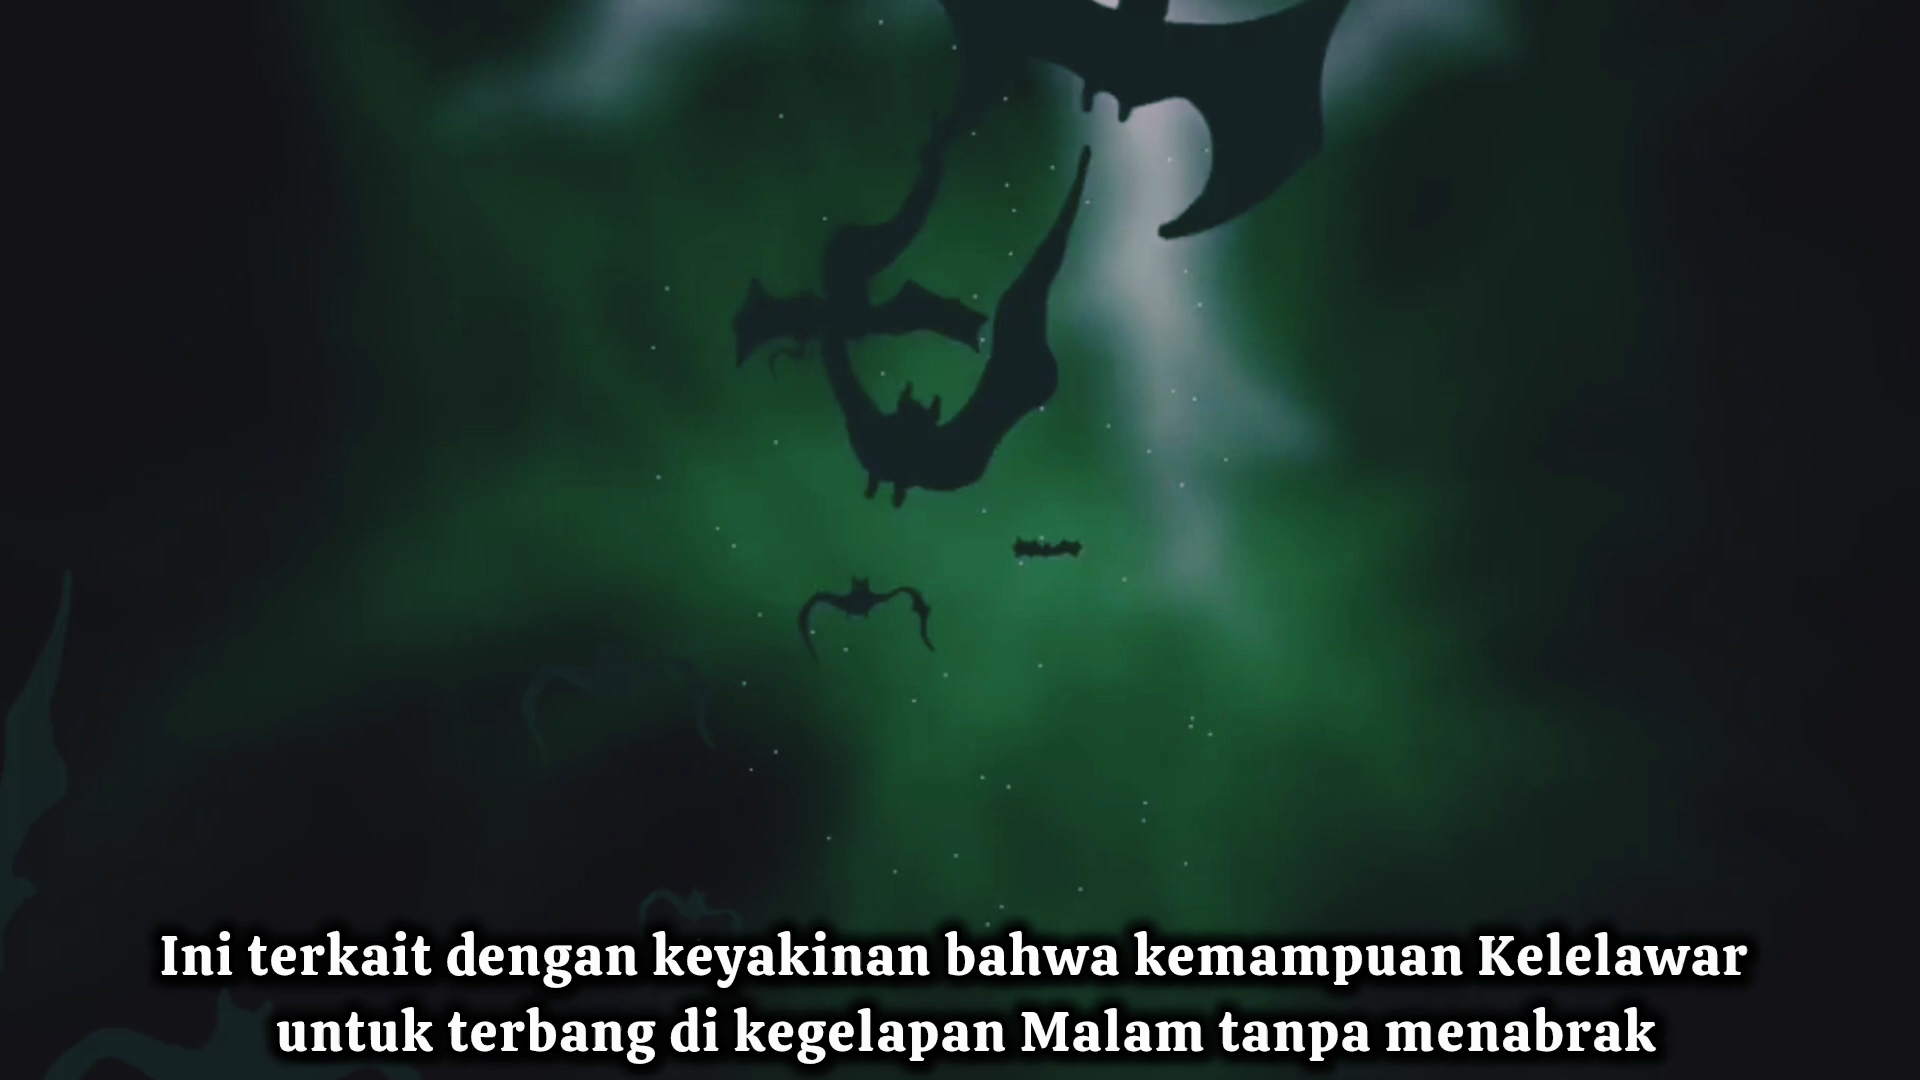 Ini terkait dengan keyakinan bahwa kemampuan Kelelawar
untuk terbang di kegelapan Malam tanpa menabrak